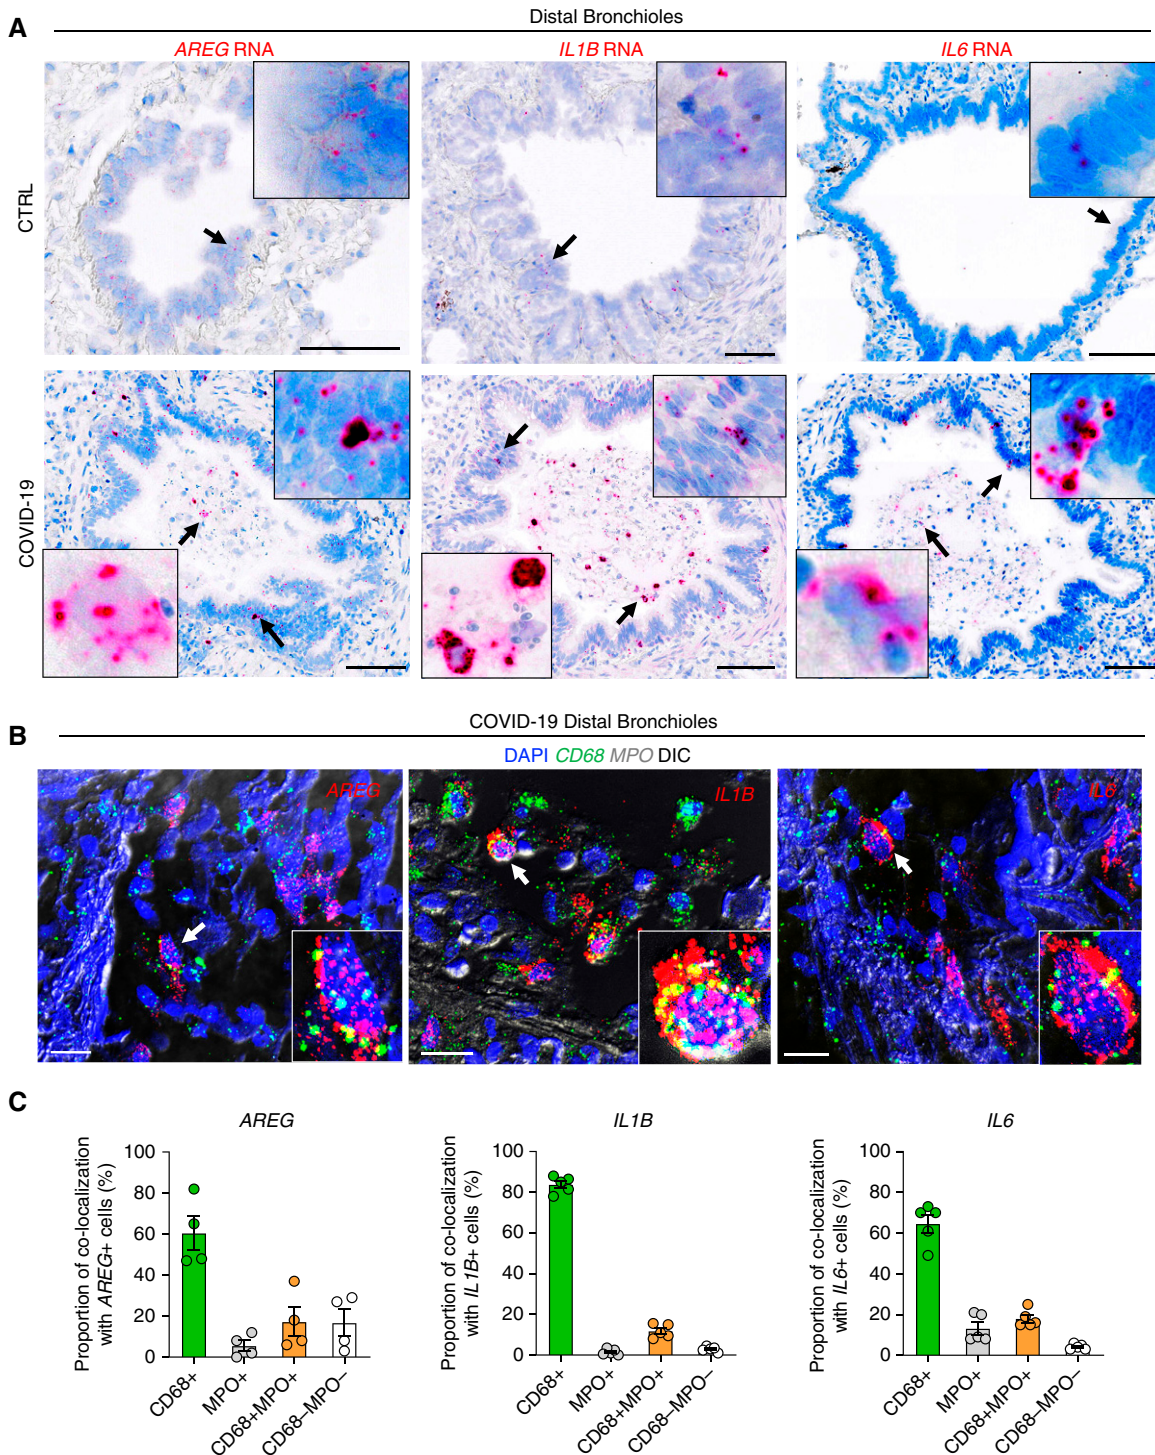 A
Distal Bronchioles
AREG RNA
IL1B RNA
IL6 RNA
CTRL
COVID-19
B
COVID-19 Distal Bronchioles
DAPI CD68 MPO DIC
AREG
IL1B
IL6
C
AREG
IL1B
IL6
Proportion of co-localization
with AREG+ cells (%)
100
80
60
40
20
0
CD68+
MPO+
CD68+MPO+
CD68–MPO–
Proportion of co-localization
with IL1B+ cells (%)
100
80
60
40
20
0
CD68+
MPO+
CD68+MPO+
CD68–MPO–
Proportion of co-localization
with IL6+ cells (%)
100
80
60
40
20
0
CD68+
MPO+
CD68+MPO+
CD68–MPO–